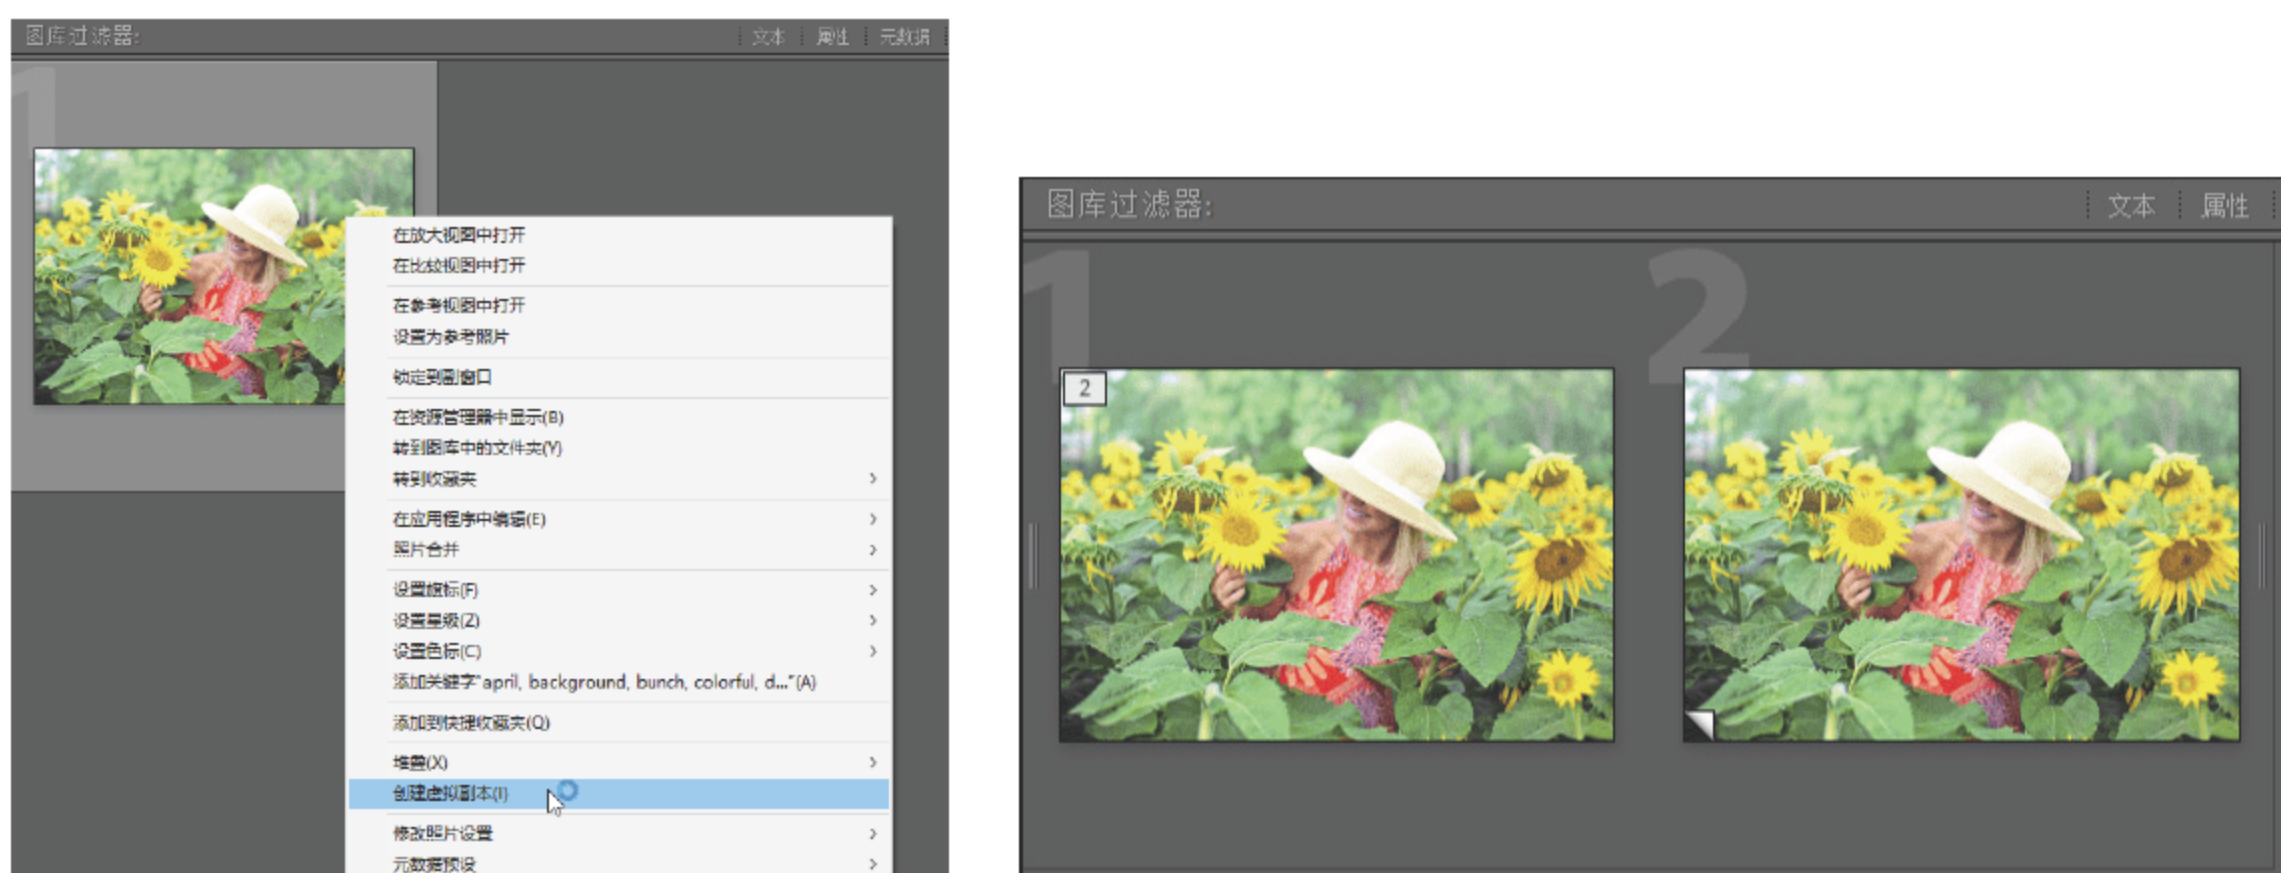 图库过滤器:
文本 属性 元数据
1
在放大视图中打开
在比较视图中打开
在参考视图中打开
设置为参考照片
锁定到副窗口
在资源管理器中显示(B)
转到图库中的文件夹(Y)
转到收藏夹
在应用程序中编辑(E)
照片合并
设置旗标(F)
设置星级(Z)
设置色标(C)
添加关键字"april, background, bunch, colorful, d..."(A)
添加到快捷收藏夹(Q)
堆叠(X)
创建虚拟副本(I)
修改照片设置
元数据预设
图库过滤器:
文本 属性
1 2
2